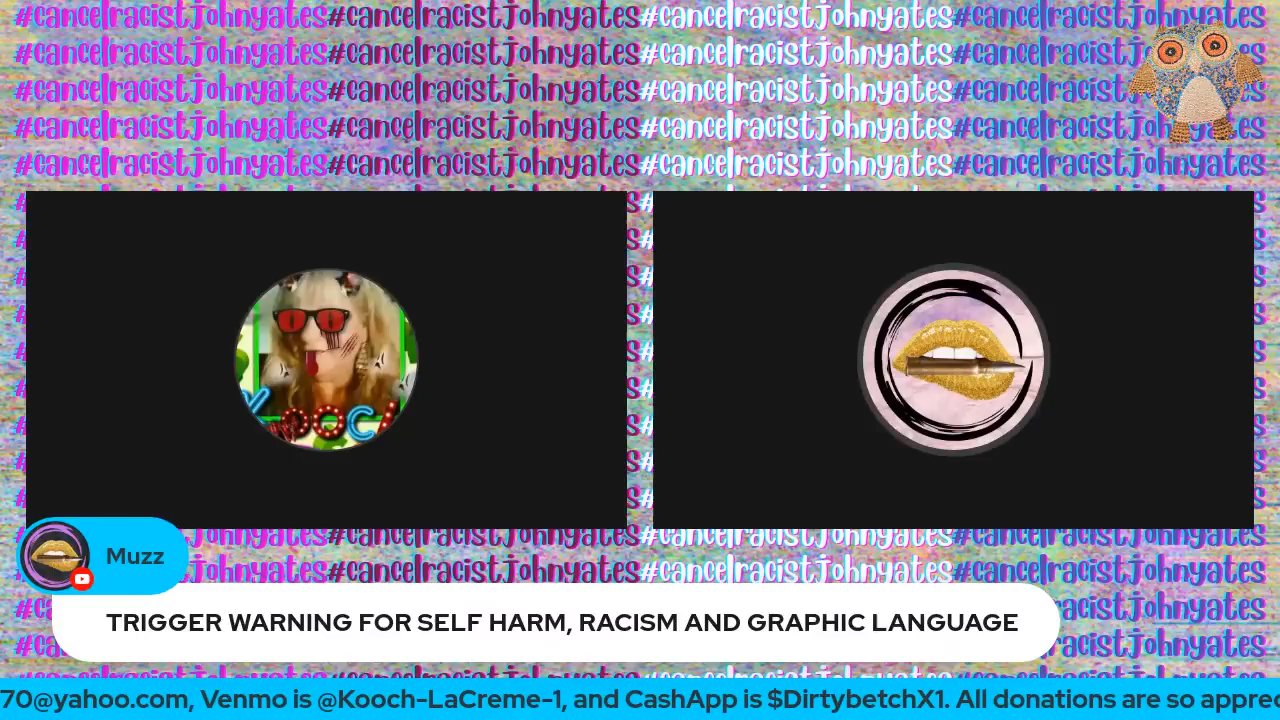 #cancelracistjohnyates#cancelracistjohnyates#cancelracistjohnyates#cancelracistjohnyates
#cancelracistjohnyates#cancelracistjohnyates#cancelracistjohnyates#cancelracistjohnyates
#cancelracistjohnyates#cancelracistjohnyates#cancelracistjohnyates#cancelracistjohnyates
#cancelracistjohnyates#cancelracistjohnyates#cancelracistjohnyates#cancelracistjohnyates
#cancelracistjohnyates#cancelracistjohnyates#cancelracistjohnyates#cancelracistjohnyates
Muzz
TRIGGER WARNING FOR SELF HARM, RACISM AND GRAPHIC LANGUAGE
70@yahoo.com, Venmo is @Kooch-LaCreme-1, and CashApp is $DirtybetchX1. All donations are so apprec